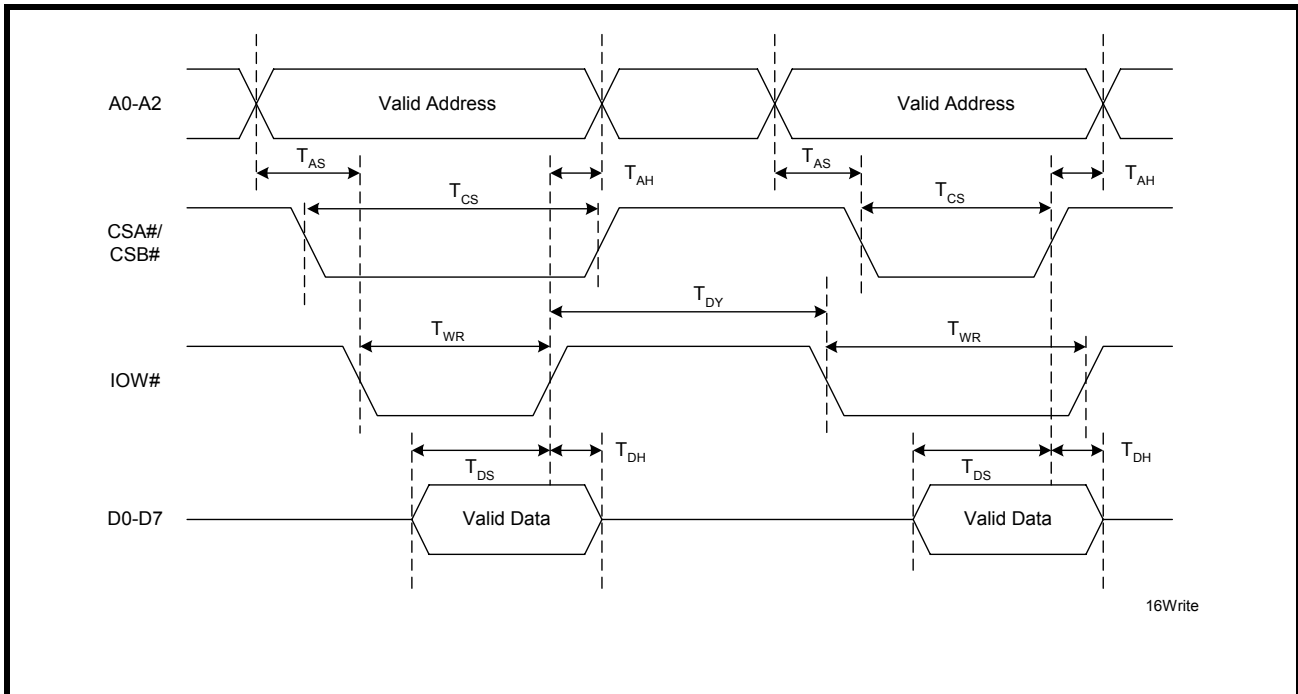 A0-A2
Valid Address
Valid Address
TAS
TAH
TAS
TAH
TCS
TCS
CSA#/
CSB#
TDY
TWR
TWR
IOW#
TDS
TDH
TDS
TDH
D0-D7
Valid Data
Valid Data
16Write